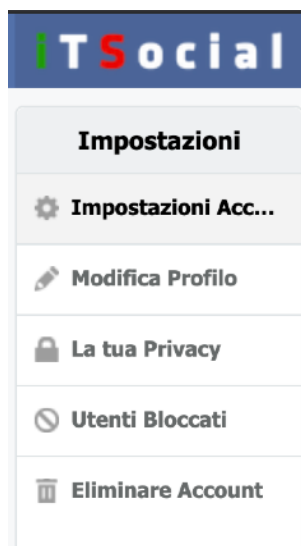 iTSocial
Impostazioni
Impostazioni Acc...
Modifica Profilo
La tua Privacy
Utenti Bloccati
Eliminare Account